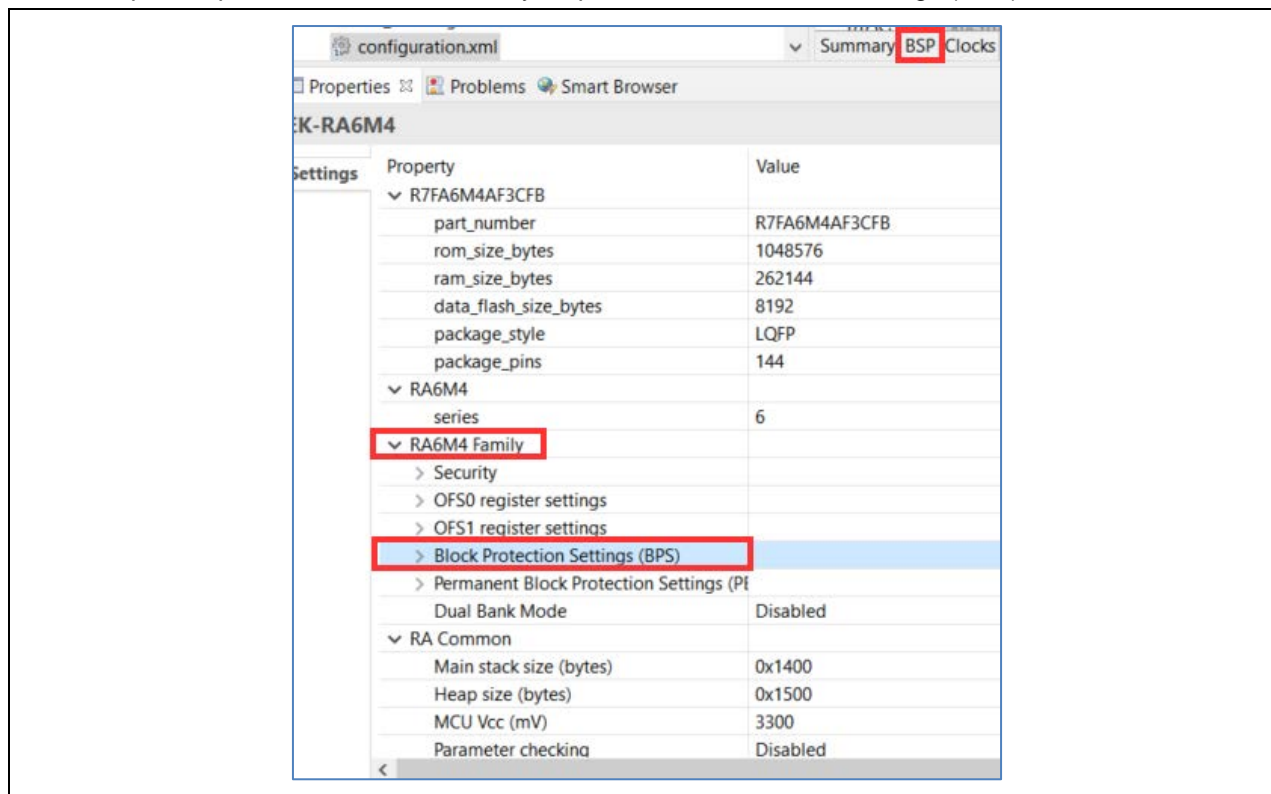 configuration.xml
Summary BSP Clocks
Properties Problems Smart Browser
EK-RA6M4
Settings
Property Value
R7FA6M4AF3CFB
part_number R7FA6M4AF3CFB
rom_size_bytes 1048576
ram_size_bytes 262144
data_flash_size_bytes 8192
package_style LQFP
package_pins 144
RA6M4
series 6
RA6M4 Family
Security
OFS0 register settings
OFS1 register settings
Block Protection Settings (BPS)
Permanent Block Protection Settings (
Dual Bank Mode Disabled
RA Common
Main stack size (bytes) 0x1400
Heap size (bytes) 0x1500
MCU Vcc (mV) 3300
Parameter checking Disabled